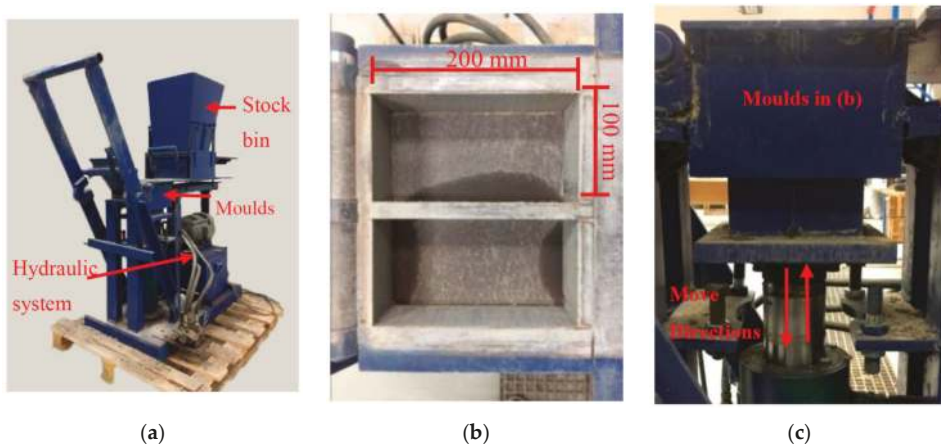 Stock
bin
Moulds
Hydraulic
system
200 mm
100 mm
Moulds in (b)
Move
Directions
(a)
(b)
(c)